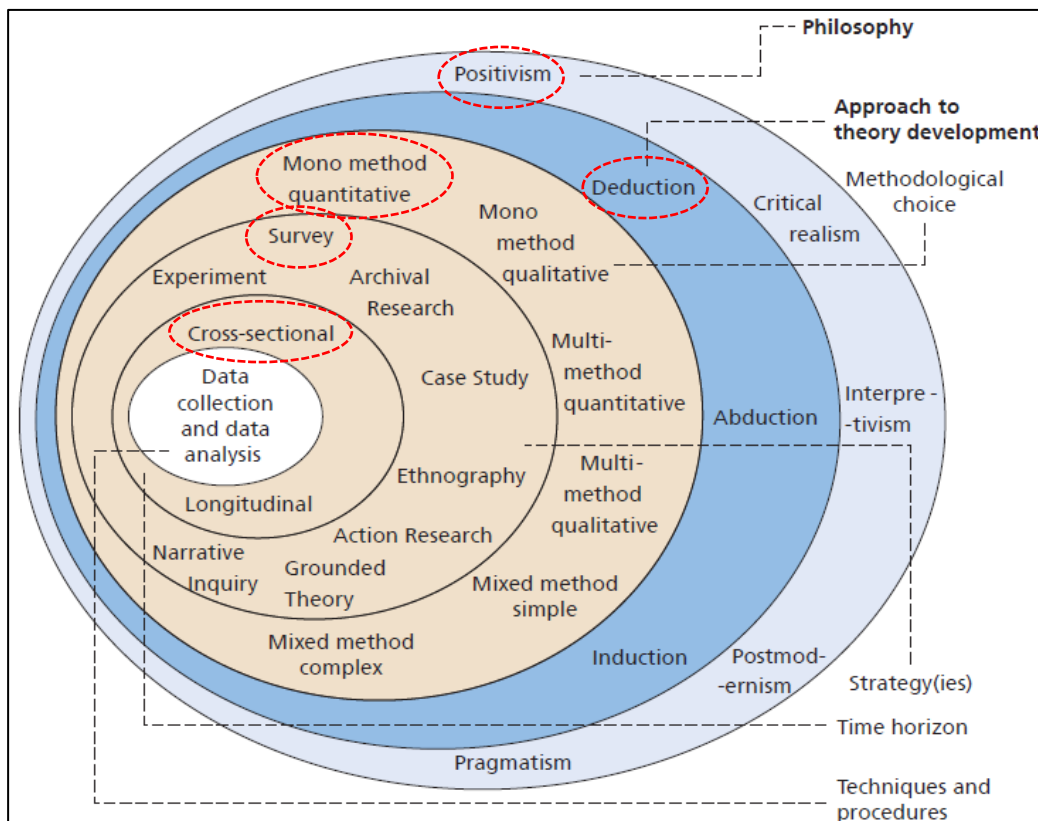 Philosophy
Positivism
Approach to
theory development
Mono method
quantitative
Deduction
Methodological
choice
Critical
realism
Mono
method
qualitative
Survey
Experiment
Archival
Research
Cross-sectional
Data
collection
and data
analysis
Case Study
Multi-
method
quantitative
Interpre -
-tivism
Abduction
Ethnography
Multi-
method
qualitative
Longitudinal
Action Research
Narrative
Inquiry
Grounded
Theory
Mixed method
simple
Mixed method
complex
Induction
Postmod-
-ernism
Strategy(ies)
Time horizon
Pragmatism
Techniques and
procedures